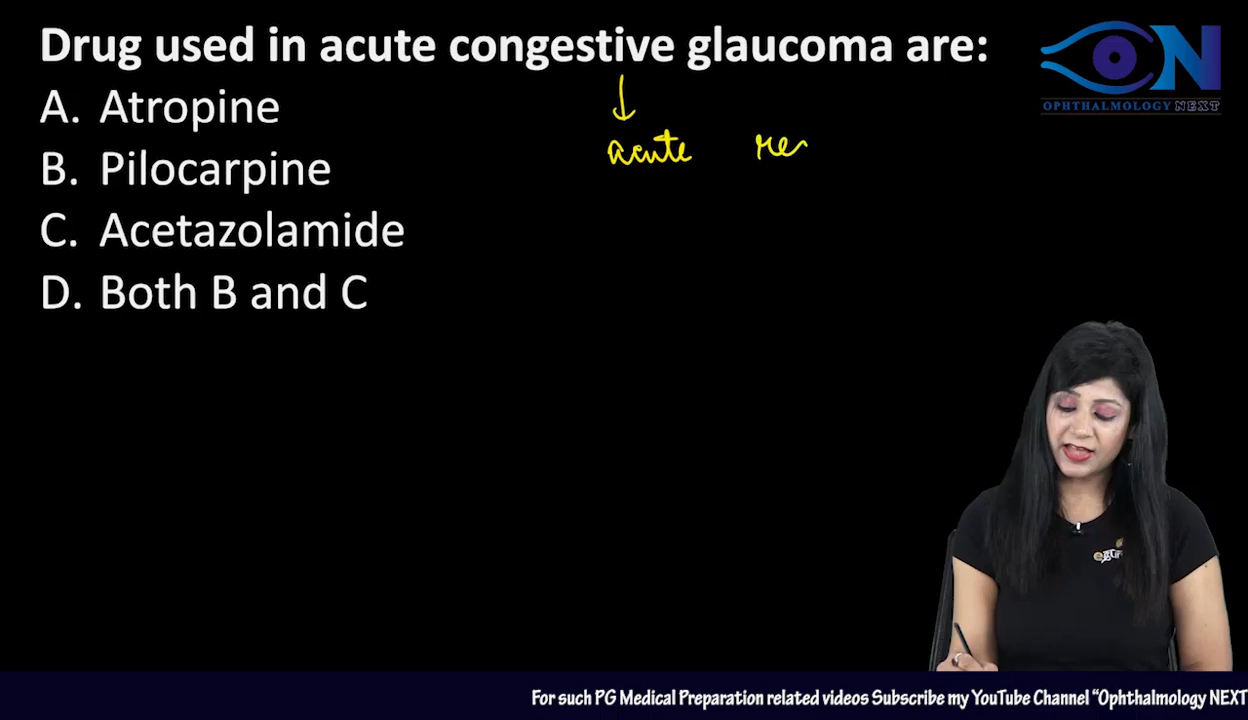 Drug used in acute congestive glaucoma are:
A. Atropine
B. Pilocarpine
C. Acetazolamide
D. Both B and C
acute
ON
OPHTHALMOLOGY NEXT
For such PG Medical Preparation related videos Subscribe my YouTube Channel “Ophthalmology NEXT